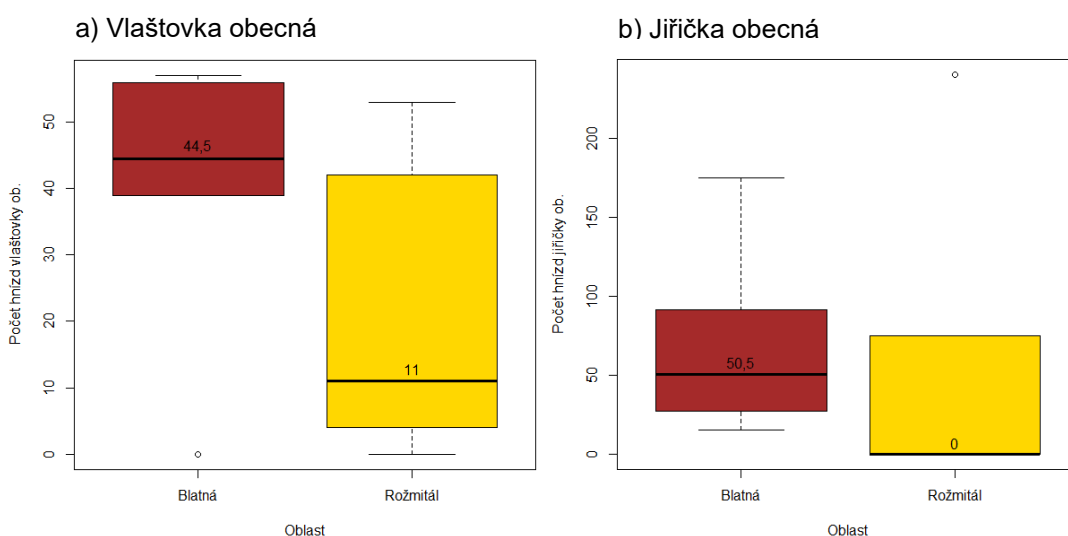 a) Vlaštovka obecná
Počet hnízd vlaštovky ob.
50
40
30
20
10
0
44,5
11
Blatná
Rožmitál
Oblast
b) Jiřička obecná
Počet hnízd jiřičky ob.
200
150
100
50
0
50,5
0
Blatná
Rožmitál
Oblast